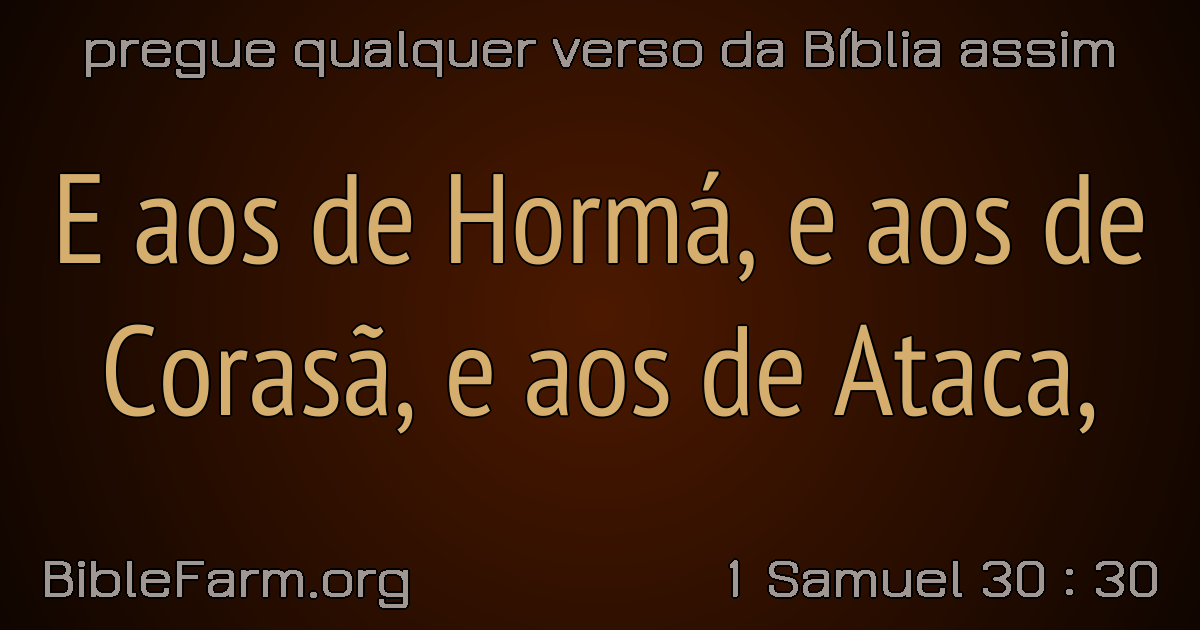 pregue qualquer verso da Bíblia assim
E aos de Hormá, e aos de
Corasã, e aos de Ataca,
BibleFarm.org
1 Samuel 30 : 30